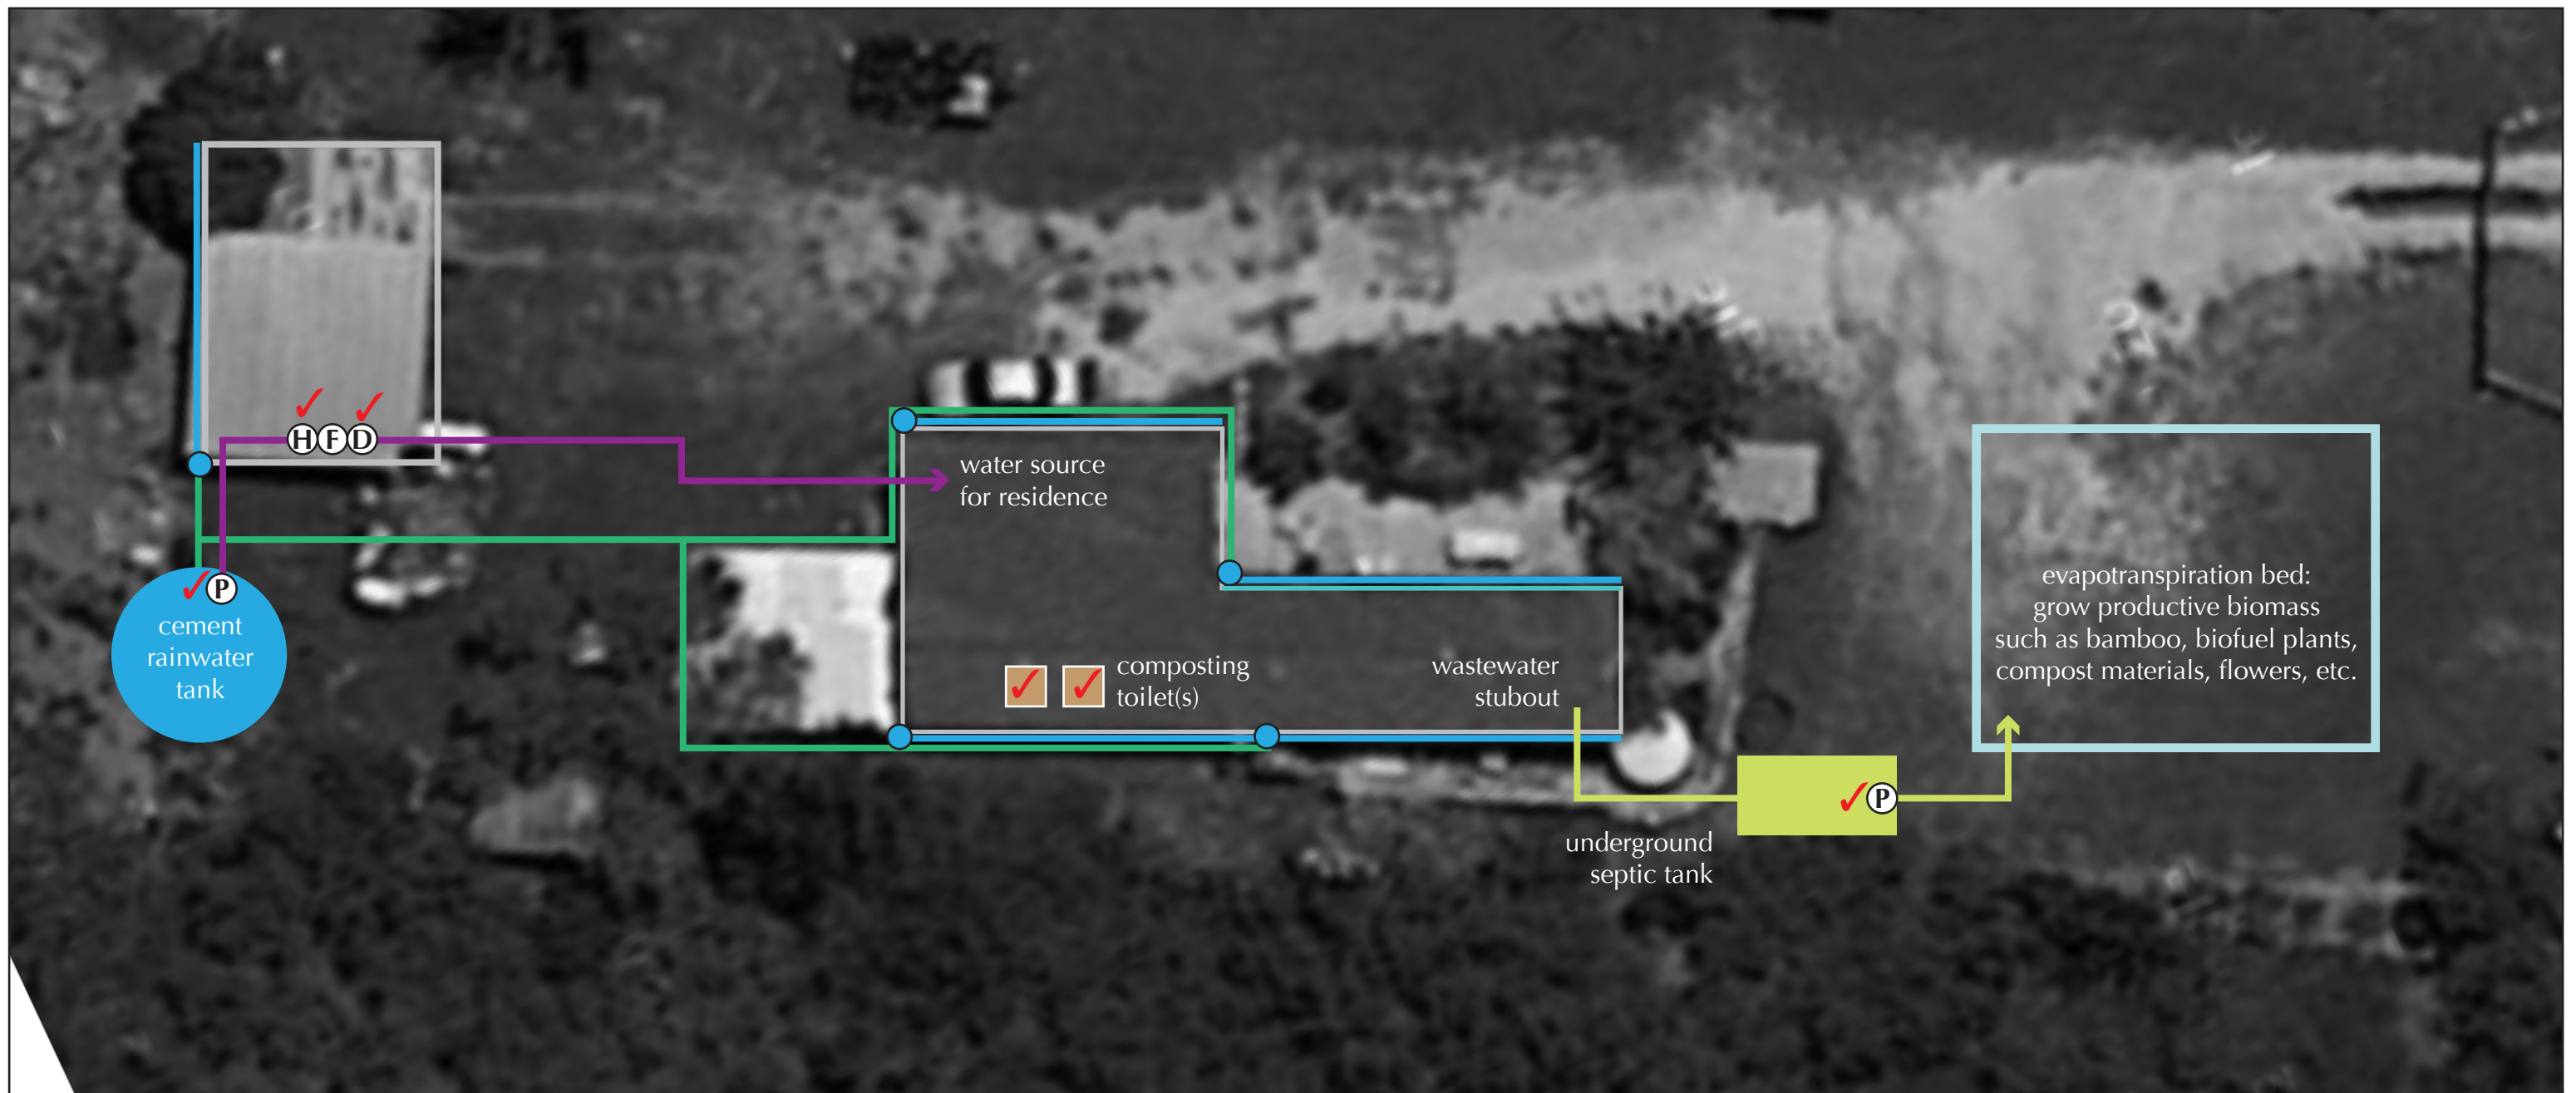 H F D
water source
for residence
P
cement
rainwater
tank
composting
toilet(s)
wastewater
stubout
evapotranspiration bed:
grow productive biomass
such as bamboo, biofuel plants,
compost materials, flowers, etc.
P
underground
septic tank